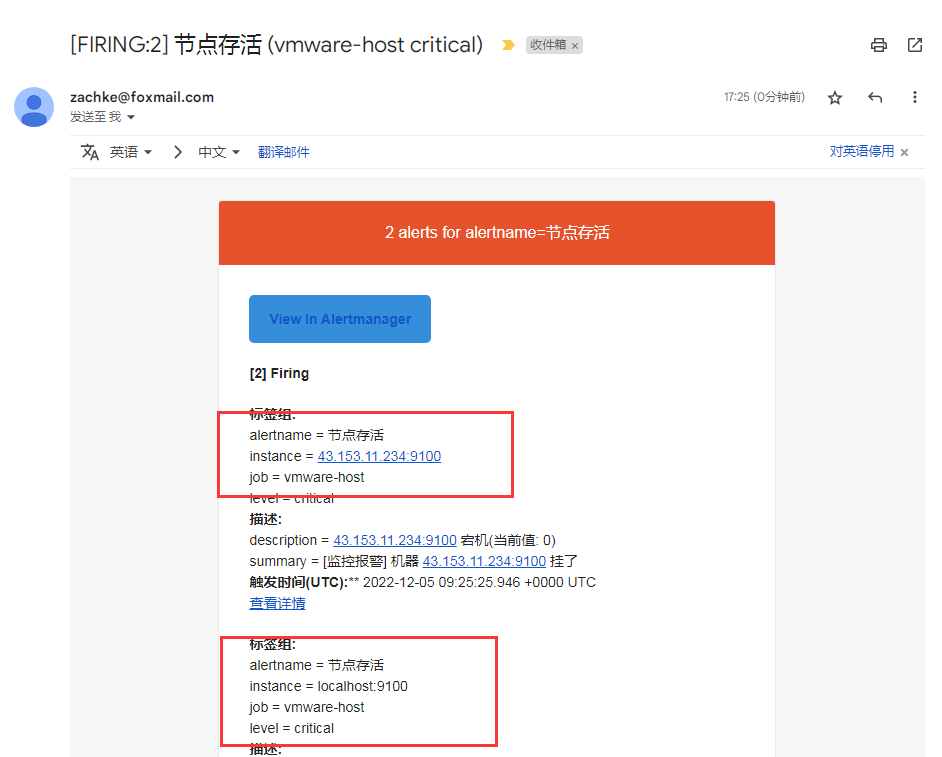 [FIRING:2] 节点存活 (vmware-host critical) 收件箱 ×
zachke@foxmail.com 17:25 (0分钟前)
发送至 我
英语 中文 翻译邮件 对英语停用 ×
2 alerts for alertname=节点存活
View In Alertmanager
[2] Firing
标签组:
alertname = 节点存活
instance = 43.153.11.234:9100
job = vmware-host
level = critical
描述:
description = 43.153.11.234:9100 宕机(当前值: 0)
summary = [监控报警] 机器 43.153.11.234:9100 挂了
触发时间(UTC):** 2022-12-05 09:25:25.946 +0000 UTC
查看详情
标签组:
alertname = 节点存活
instance = localhost:9100
job = vmware-host
level = critical
描述: